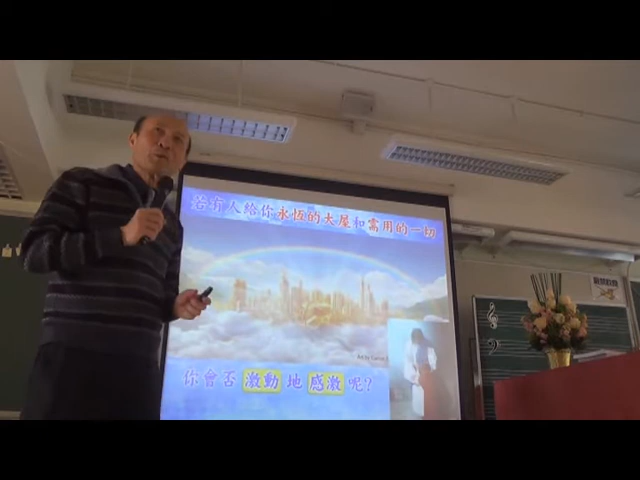 若有人給你永恆的大屋和需用的一切
你會否 激動 地 感激 呢?